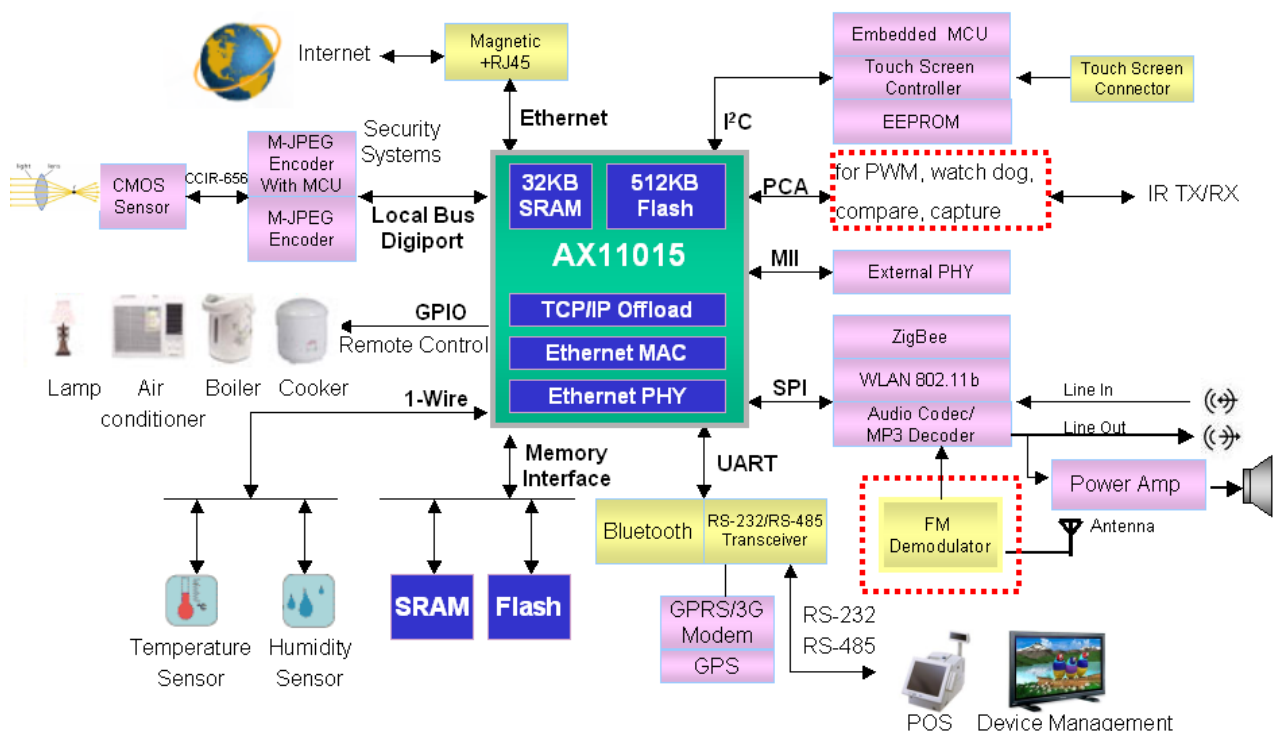 Internet
Magnetic
+RJ45
Ethernet
Embedded MCU
Touch Screen
Controller
EEPROM
Touch Screen
Connector
I²C
light
lens
CMOS
Sensor
CCIR-656
M-JPEG
Encoder
With MCU
M-JPEG
Encoder
Security
Systems
Local Bus
Digiport
32KB
SRAM
512KB
Flash
AX11015
TCP/IP Offload
Ethernet MAC
Ethernet PHY
PCA
for PWM, watch dog,
compare, capture
IR TX/RX
MII
External PHY
GPIO
Remote Control
Lamp
Air
conditioner
Boiler
Cooker
SPI
ZigBee
WLAN 802.11b
Audio Codec/
MP3 Decoder
Line In
Line Out
Power Amp
FM
Demodulator
Antenna
1-Wire
Temperature
Sensor
Humidity
Sensor
Memory
Interface
SRAM
Flash
UART
Bluetooth
RS-232/RS-485
Transceiver
GPRS/3G
Modem
GPS
RS-232
RS-485
POS
Device Management